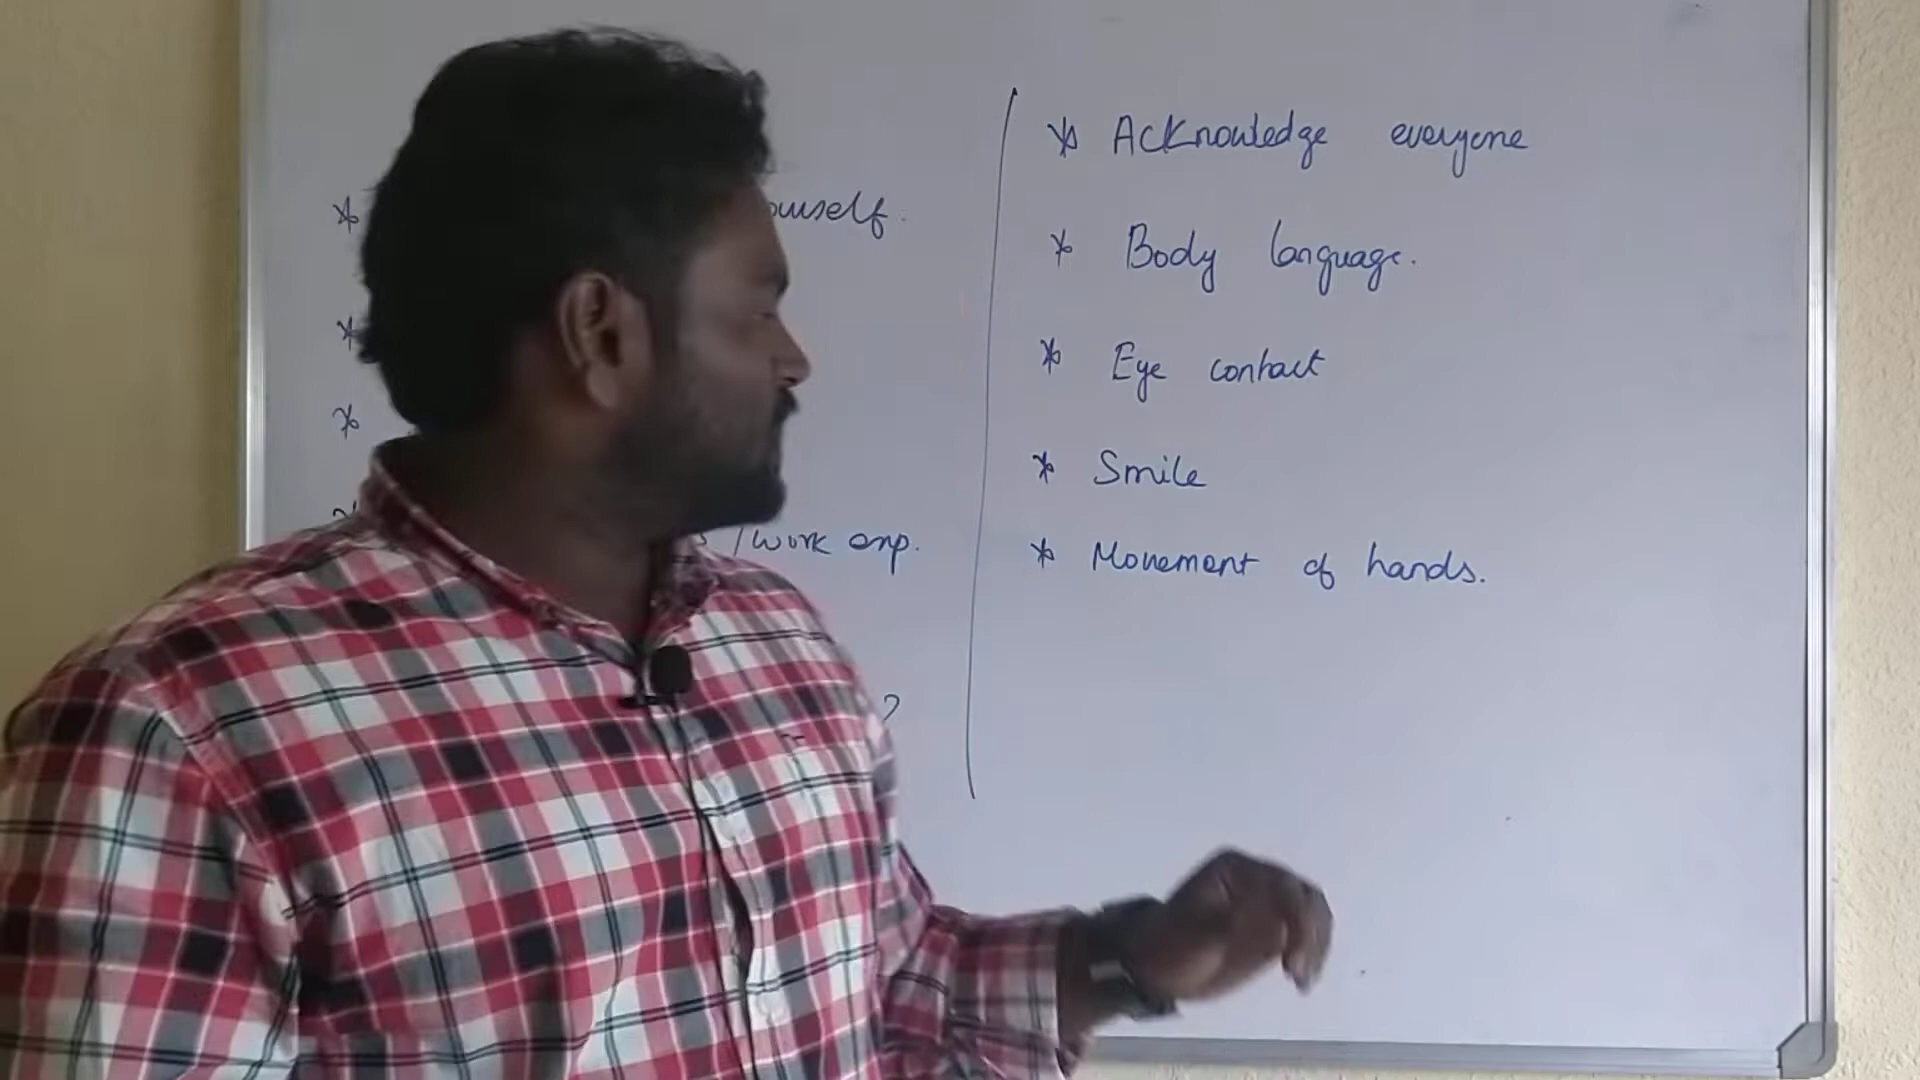 ourself.
/work exp.
?
* Acknowledge everyone
* Body language.
* Eye contact
* Smile
* Movement of hands.